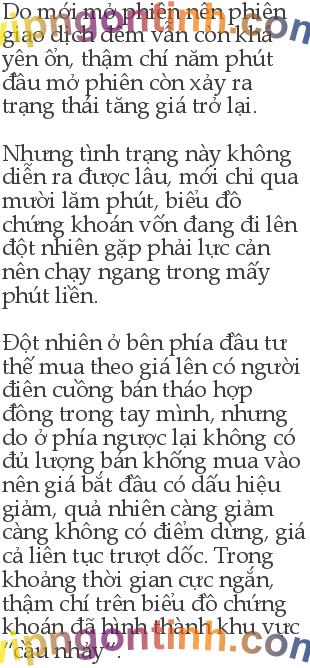 Do mới mở phiên nên phiên
giao dịch đêm vẫn còn khá
yên ổn, thậm chí năm phút
đầu mở phiên còn xảy ra
trạng thái tăng giá trở lại.
Nhưng tình trạng này không
diễn ra được lâu, mới chỉ qua
mười lăm phút, biểu đồ
chứng khoán vốn đang đi lên
đột nhiên gặp phải lực cản
nên chạy ngang trong mấy
phút liền.
Đột nhiên ở bên phía đầu tư
thế mua theo giá lên có người
điên cuồng bán tháo hợp
đồng trong tay mình, nhưng
do ở phía ngược lại không có
đủ lượng bán khống mua vào
nên giá bắt đầu có dấu hiệu
giảm, quả nhiên càng giảm
càng không có điểm dừng, giá
cả liên tục trượt dốc. Trong
khoảng thời gian cực ngắn,
thậm chí trên biểu đồ chứng
khoán đã hình thành khu vực
“cầu nhảy”.
vipngontinh.com
vipngontinh.com